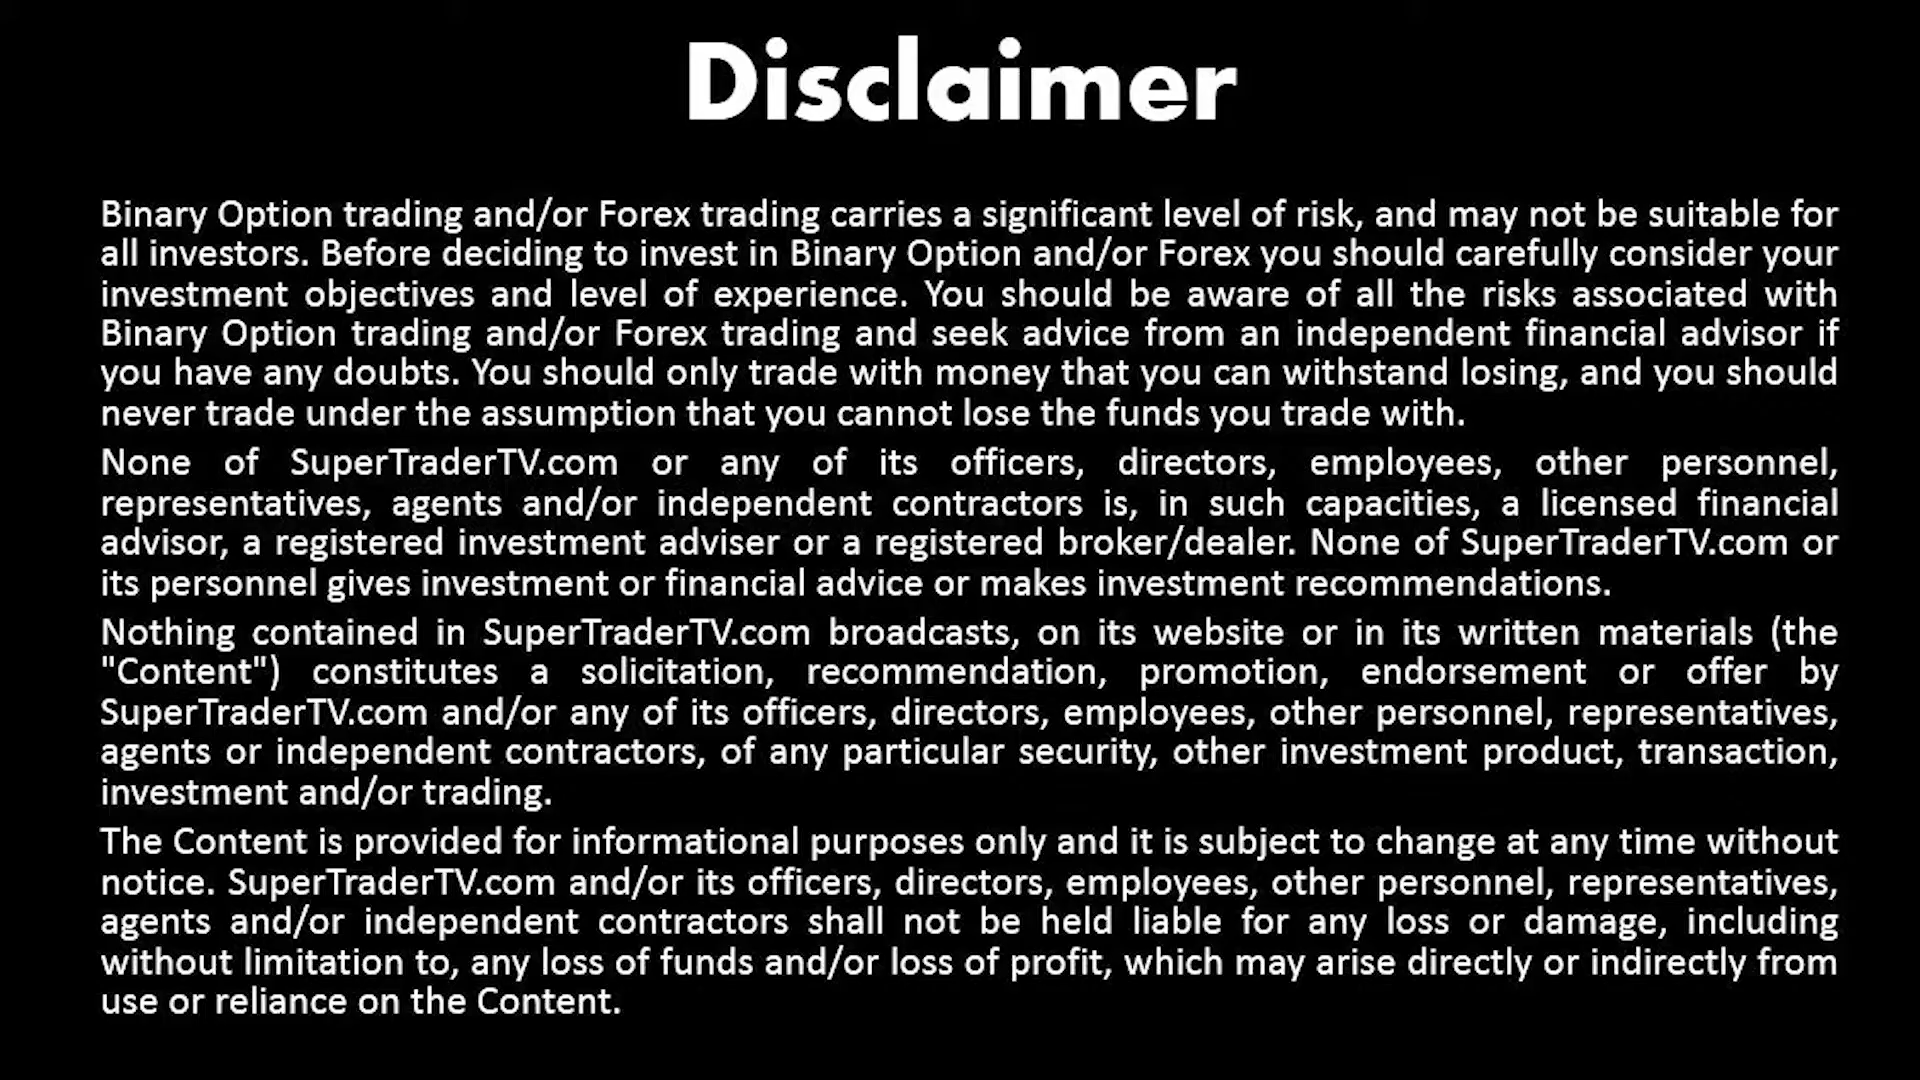 Disclaimer
Binary Option trading and/or Forex trading carries a significant level of risk, and may not be suitable for
all investors. Before deciding to invest in Binary Option and/or Forex you should carefully consider your
investment objectives and level of experience. You should be aware of all the risks associated with
Binary Option trading and/or Forex trading and seek advice from an independent financial advisor if
you have any doubts. You should only trade with money that you can withstand losing, and you should
never trade under the assumption that you cannot lose the funds you trade with.
None of SuperTraderTV.com or any of its officers, directors, employees, other personnel,
representatives, agents and/or independent contractors is, in such capacities, a licensed financial
advisor, a registered investment adviser or a registered broker/dealer. None of SuperTraderTV.com or
its personnel gives investment or financial advice or makes investment recommendations.
Nothing contained in SuperTraderTV.com broadcasts, on its website or in its written materials (the
"Content") constitutes a solicitation, recommendation, promotion, endorsement or offer by
SuperTraderTV.com and/or any of its officers, directors, employees, other personnel, representatives,
agents or independent contractors, of any particular security, other investment product, transaction,
investment and/or trading.
The Content is provided for informational purposes only and it is subject to change at any time without
notice. SuperTraderTV.com and/or its officers, directors, employees, other personnel, representatives,
agents and/or independent contractors shall not be held liable for any loss or damage, including
without limitation to, any loss of funds and/or loss of profit, which may arise directly or indirectly from
use or reliance on the Content.